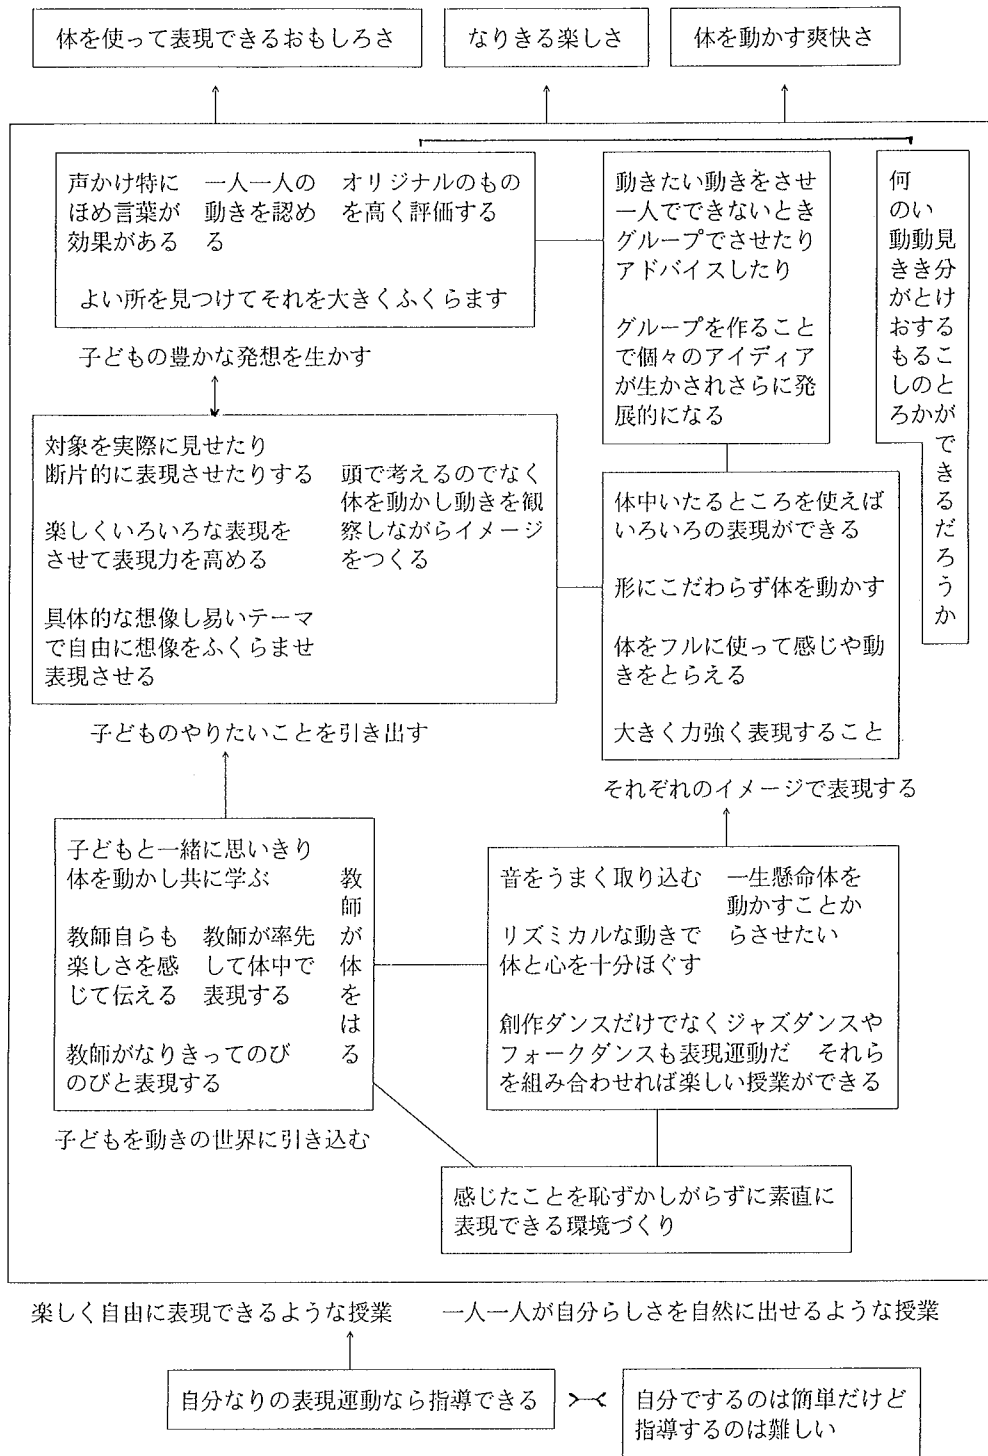 体を使って表現できるおもしろさ
なりきる楽しさ
体を動かす爽快さ
声かけ特に
ほめ言葉が
効果がある
一人一人の
動きを認め
る
オリジナルのもの
を高く評価する
よい所を見つけてそれを大きくふくらます
子どもの豊かな発想を生かす
動きたい動きをさせ
一人でできないとき
グループでさせたり
アドバイスしたり
グループを作ること
で個々のアイディア
が生かされさらに発
展的になる
何の動きがおもしろ
い動きとするのか
見分けることができるだろうか
対象を実際に見せたり
断片的に表現させたりする
楽しくいろいろな表現を
させて表現力を高める
具体的な想像し易いテーマ
で自由に想像をふくらませ
表現させる
頭で考えるのでなく
体を動かし動きを観
察しながらイメージ
をつくる
子どものやりたいことを引き出す
体中いたるところを使えば
いろいろの表現ができる
形にこだわらず体を動かす
体をフルに使って感じや動
きをとらえる
大きく力強く表現すること
それぞれのイメージで表現する
子どもと一緒に思いきり
体を動かし共に学ぶ
教師自らも
楽しさを感
じて伝える
教師が率先
して体中で
表現する
教師が体をはる
教師がなりきってのび
のびと表現する
子どもを動きの世界に引き込む
音をうまく取り込む
リズミカルな動きで
体と心を十分ほぐす
一生懸命体を
動かすことか
らさせたい
創作ダンスだけでなくジャズダンスや
フォークダンスも表現運動だ　それら
を組み合わせれば楽しい授業ができる
感じたことを恥ずかしがらずに素直に
表現できる環境づくり
楽しく自由に表現できるような授業
一人一人が自分らしさを自然に出せるような授業
自分なりの表現運動なら指導できる
自分でするのは簡単だけど
指導するのは難しい